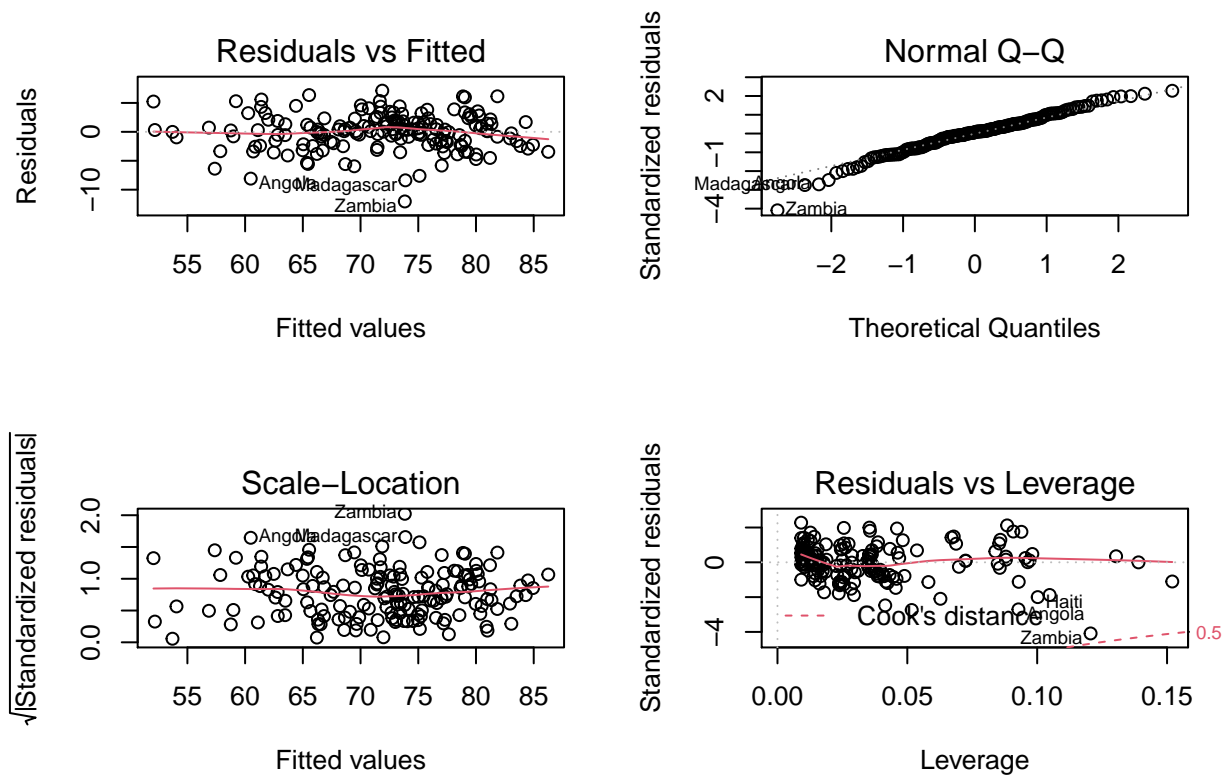 Residuals vs Fitted
Residuals
0
−10
Angola
Madagascar
Zambia
55 60 65 70 75 80 85
Fitted values
Normal Q−Q
Standardized residuals
2
−1
−4
Madagascar
Angola
Zambia
−2 −1 0 1 2
Theoretical Quantiles
Scale−Location
√|Standardized residuals|
2.0
1.0
0.0
Zambia
Angola
Madagascar
55 60 65 70 75 80 85
Fitted values
Residuals vs Leverage
Standardized residuals
0
−4
Haiti
Cook's distance
Angola
Zambia
0.5
0.00 0.05 0.10 0.15
Leverage